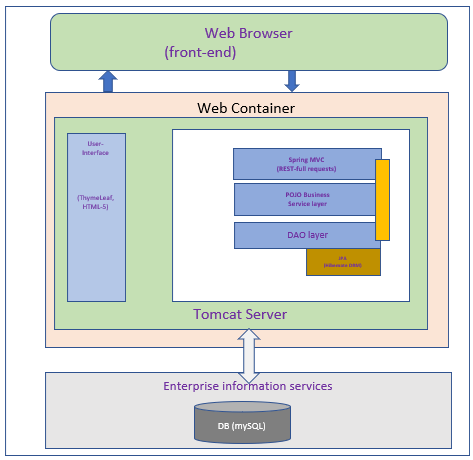 Web Browser
(front-end)
Web Container
User-
Interface
(ThymeLeaf,
HTML-5)
Spring MVC
(REST-full requests)
POJO Business
Service layer
DAO layer
JPA
(Hibernate ORM)
Tomcat Server
Enterprise information services
DB (mySQL)